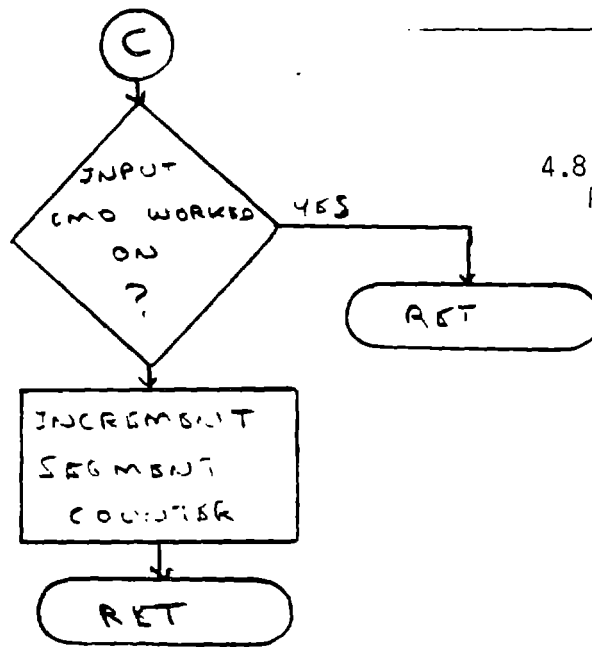 C
INPUT
CMD WORKED
ON
?
YES
RET
INCREMENT
SEGMENT
COUNTER
RET
4.8